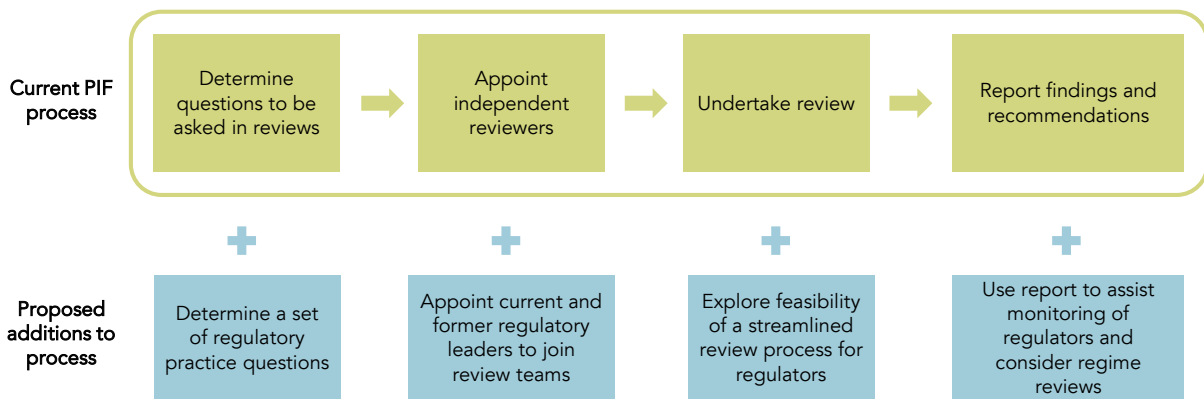 Current PIF
process
Determine
questions to be
asked in reviews
Appoint
independent
reviewers
Undertake review
Report findings and
recommendations
Proposed
additions to
process
Determine a set
of regulatory
practice questions
Appoint current and
former regulatory
leaders to join
review teams
Explore feasibility
of a streamlined
review process for
regulators
Use report to assist
monitoring of
regulators and
consider regime
reviews